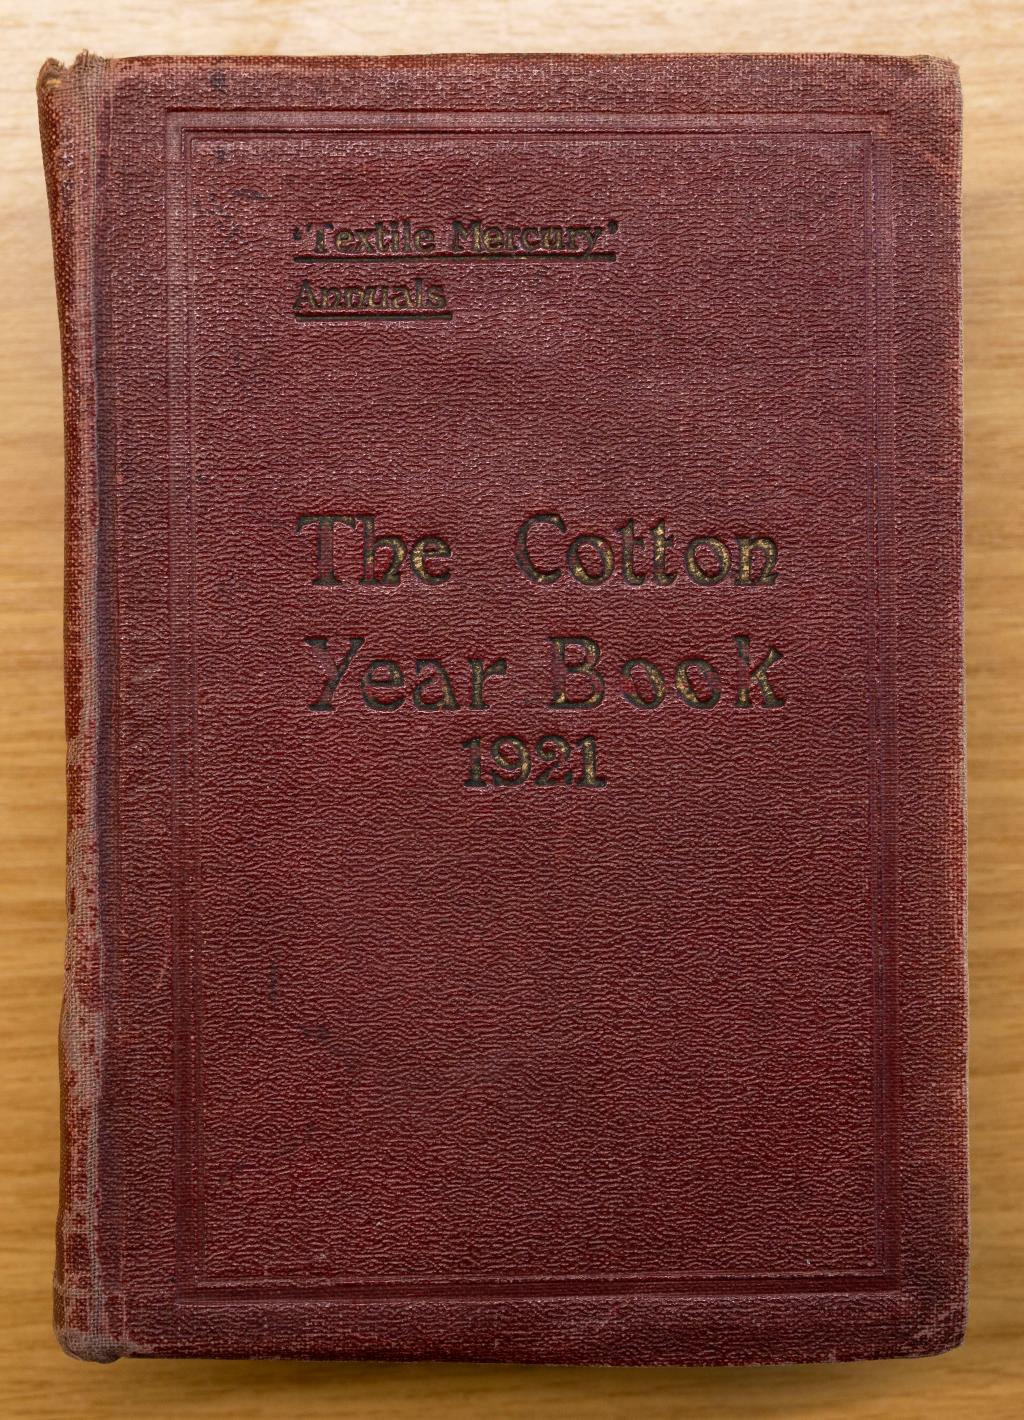 'Textile Mercury'
Annuals
The Cotton
Year Book
1921